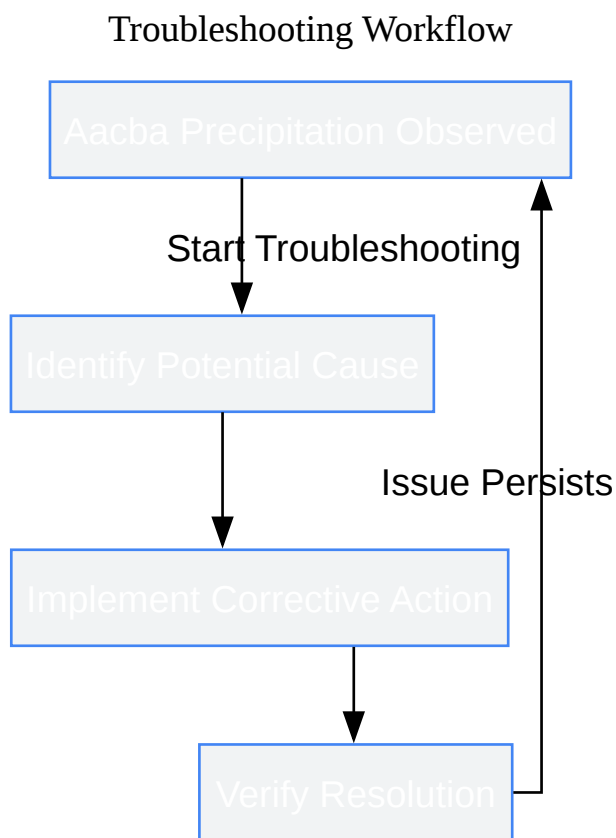 Troubleshooting Workflow
Aacba Precipitation Observed
Start Troubleshooting
Identify Potential Cause
Issue Persists
Implement Corrective Action
Verify Resolution